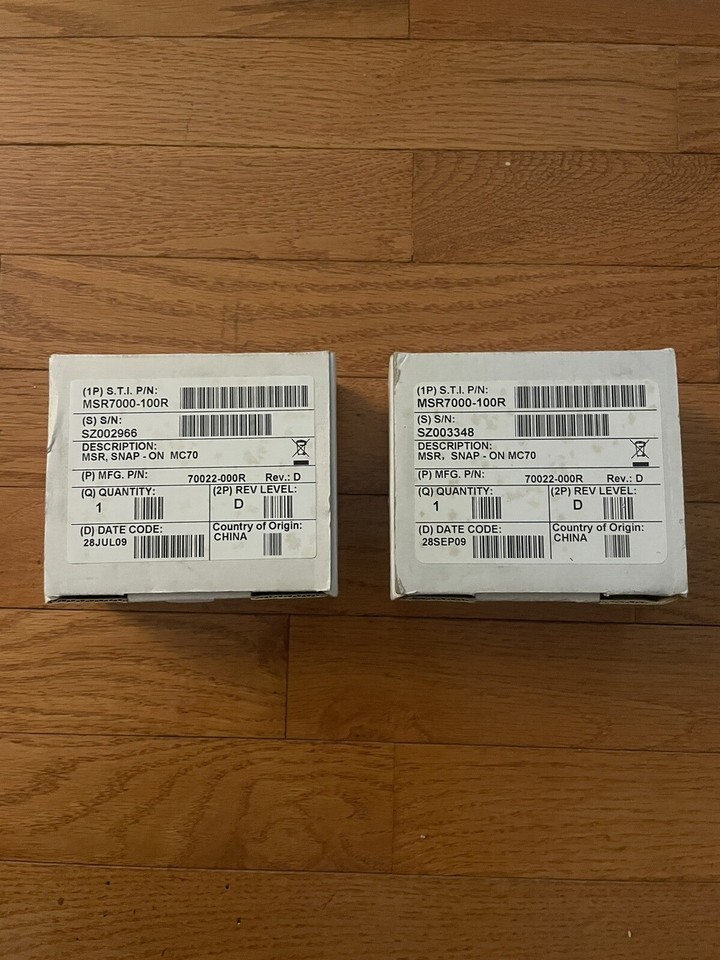 (1P) S.T.I. P/N:
MSR7000-100R
(S) S/N:
SZ002966
DESCRIPTION:
MSR, SNAP - ON MC70
(P) MFG. P/N: 70022-000R Rev.: D
(Q) QUANTITY: (2P) REV LEVEL:
1 D
(D) DATE CODE: Country of Origin:
28JUL09 CHINA
(1P) S.T.I. P/N:
MSR7000-100R
(S) S/N:
SZ003348
DESCRIPTION:
MSR, SNAP - ON MC70
(P) MFG. P/N: 70022-000R Rev.: D
(Q) QUANTITY: (2P) REV LEVEL:
1 D
(D) DATE CODE: Country of Origin:
28SEP09 CHINA